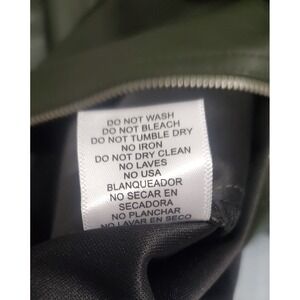 DO NOT WASH
DO NOT BLEACH
DO NOT TUMBLE DRY
NO IRON
DO NOT DRY CLEAN
NO LAVES
NO USA
BLANQUEADOR
NO SECAR EN
SECADORA
NO PLANCHAR
NO LAVAR EN SECO